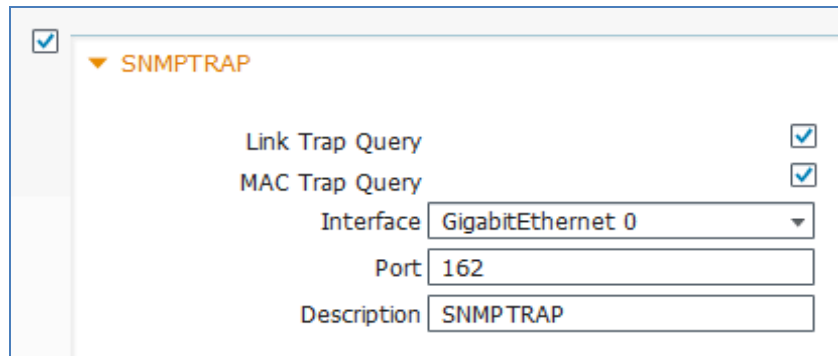 SNMPTRAP
Link Trap Query
MAC Trap Query
Interface GigabitEthernet 0
Port 162
Description SNMPTRAP